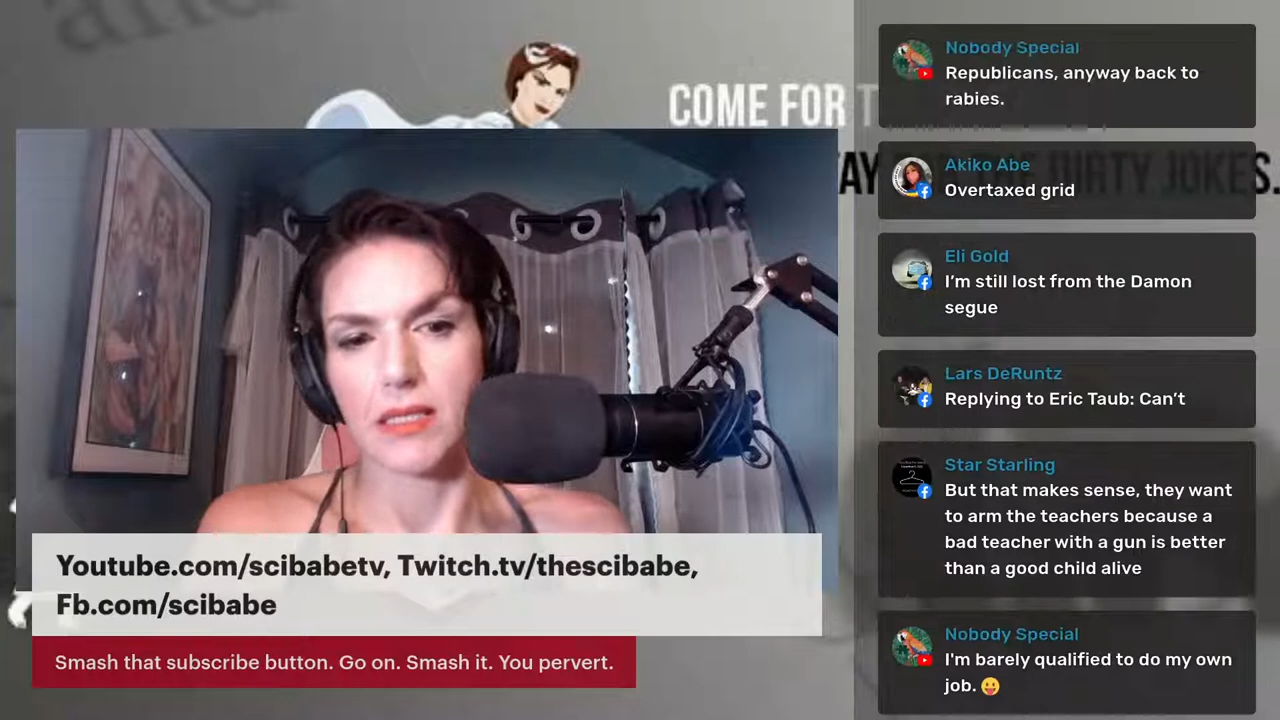 and
COME FOR T
AY
DIRTY JOKES.
Youtube.com/scibabetv, Twitch.tv/thescibabe,
Fb.com/scibabe
Smash that subscribe button. Go on. Smash it. You pervert.
Nobody Special
Republicans, anyway back to
rabies.
Akiko Abe
Overtaxed grid
Eli Gold
I’m still lost from the Damon
segue
Lars DeRuntz
Replying to Eric Taub: Can’t
Star Starling
But that makes sense, they want
to arm the teachers because a
bad teacher with a gun is better
than a good child alive
Nobody Special
I'm barely qualified to do my own
job. 😛